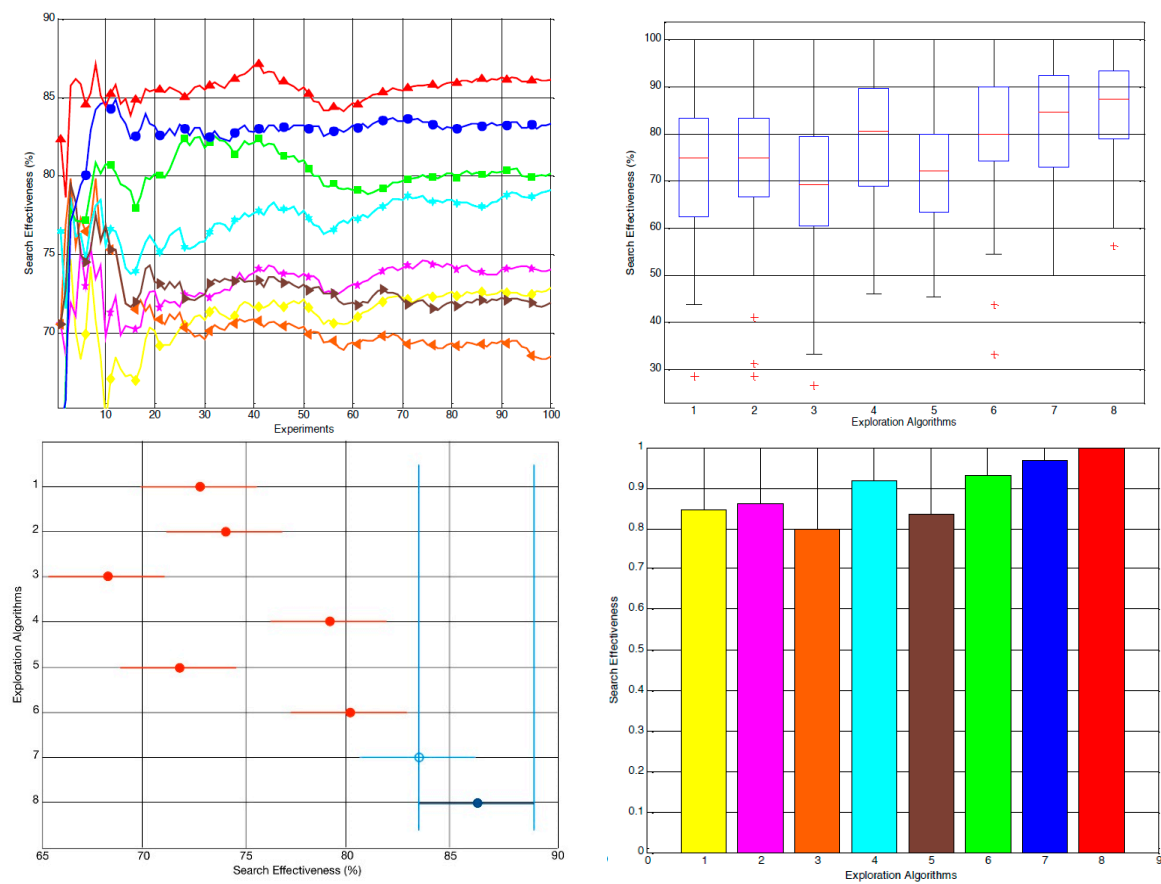 90
85
80
75
70
Search Effectiveness (%)
10 20 30 40 50 60 70 80 90 100
Experiments
100
90
80
70
60
50
40
30
Search Effectiveness (%)
1 2 3 4 5 6 7 8
Exploration Algorithms
1
2
3
4
5
6
7
8
Exploration Algorithms
65 70 75 80 85 90
Search Effectiveness (%)
1
0.9
0.8
0.7
0.6
0.5
0.4
0.3
0.2
0.1
0
Search Effectiveness
0 1 2 3 4 5 6 7 8 9
Exploration Algorithms